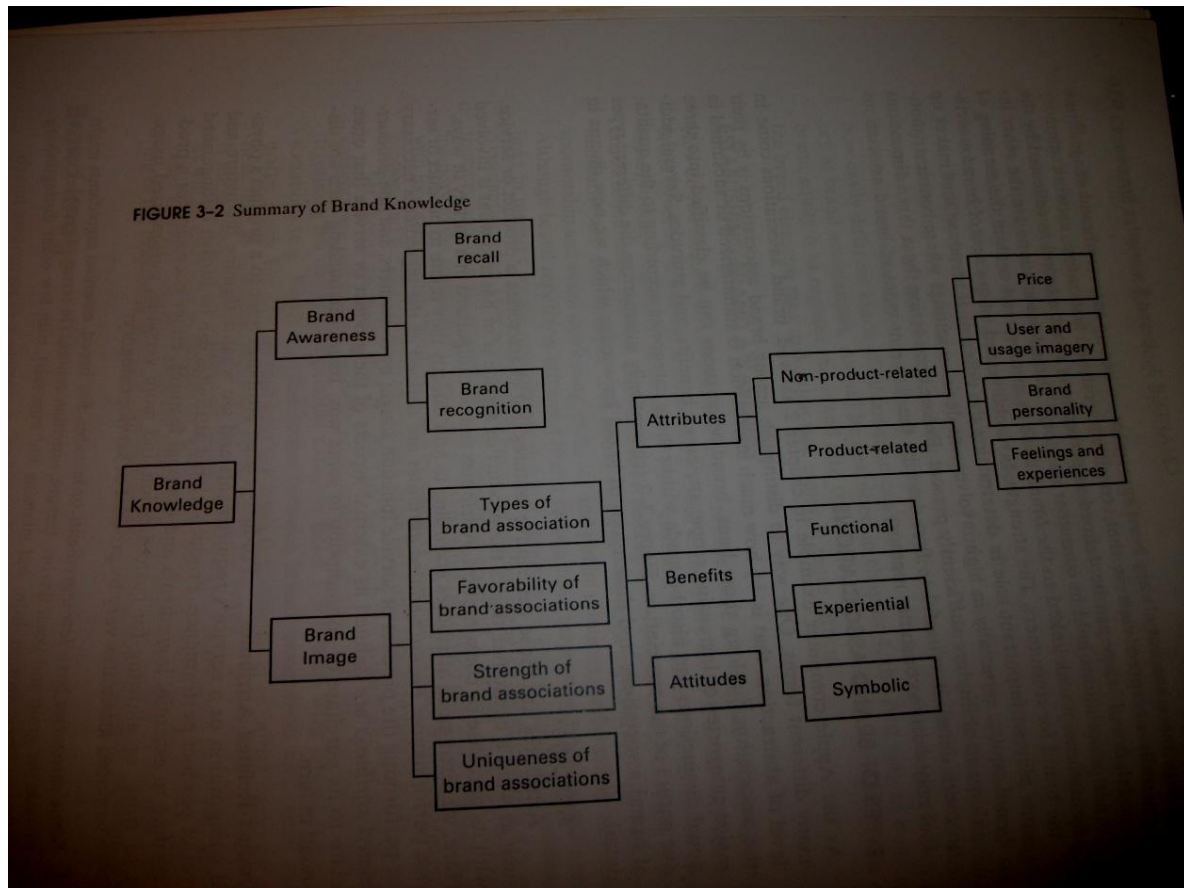 FIGURE 3–2 Summary of Brand Knowledge
Brand
Knowledge
Brand
Awareness
Brand
recall
Brand
recognition
Brand
Image
Types of
brand association
Favorability of
brand associations
Strength of
brand associations
Uniqueness of
brand associations
Attributes
Non-product-related
Price
User and
usage imagery
Brand
personality
Feelings and
experiences
Product-related
Benefits
Functional
Experiential
Symbolic
Attitudes